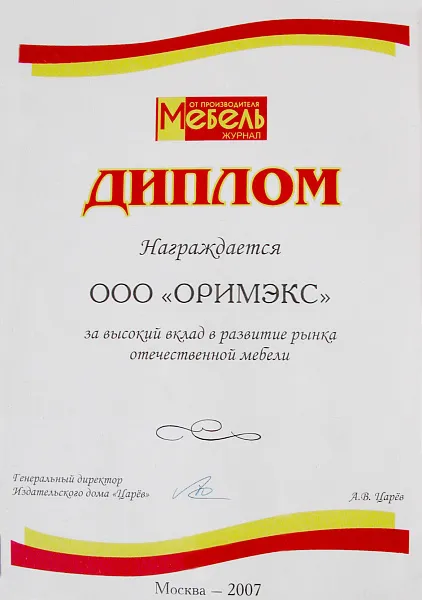 ОТ ПРОИЗВОДИТЕЛЯ
МЕБЕЛЬ
ЖУРНАЛ
ДИПЛОМ
Награждается
ООО «ОРИМЭКС»
за высокий вклад в развитие рынка
отечественной мебели
Генеральный директор
Издательского дома «Царёв»
А.В. Царёв
Москва – 2007